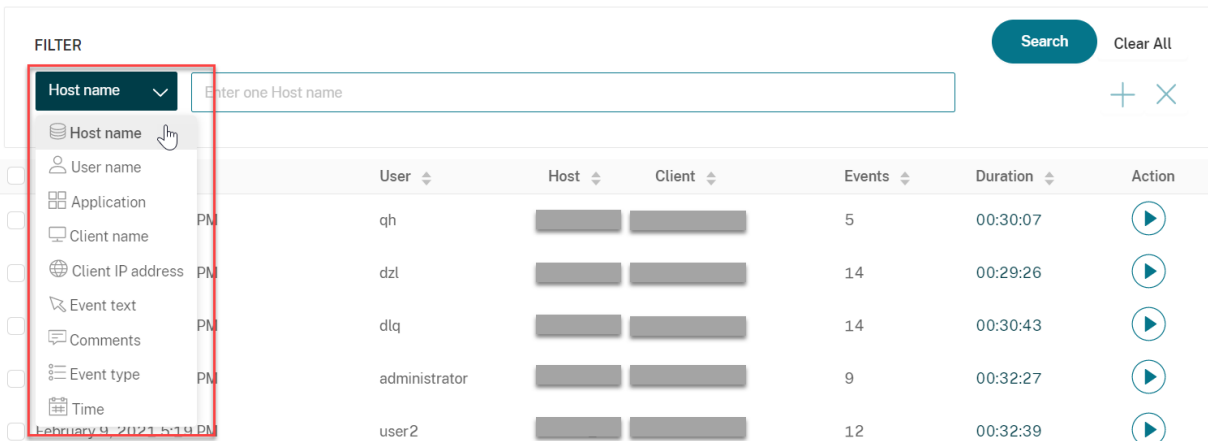 FILTER
Search
Clear All
Host name
Enter one Host name
Host name
User name
Application
Client name
Client IP address
Event text
Comments
Event type
Time
User Host Client Events Duration Action
PM qh 5 00:30:07
PM dzl 14 00:29:26
PM dlq 14 00:30:43
PM administrator 9 00:32:27
February 9, 2021 5:19 PM user2 12 00:32:39